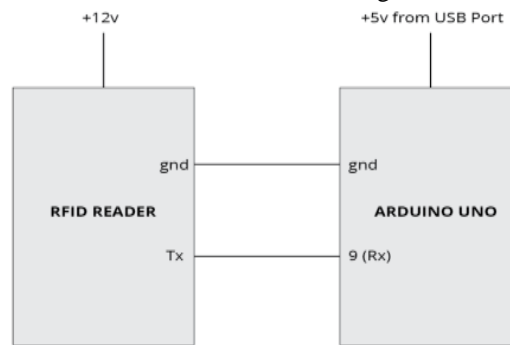 +12v
+5v from USB Port
gnd
gnd
RFID READER
ARDUINO UNO
Tx
9 (Rx)